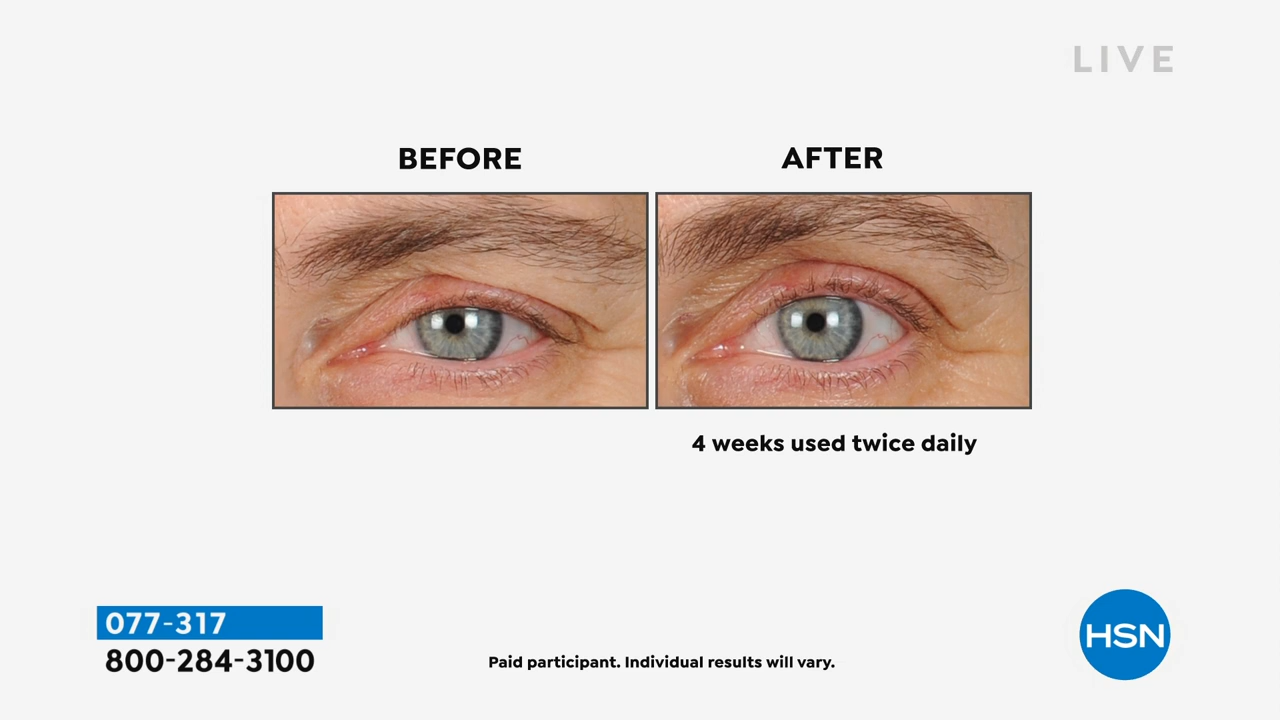 LIVE
BEFORE
AFTER
4 weeks used twice daily
077-317
800-284-3100
Paid participant. Individual results will vary.
HSN